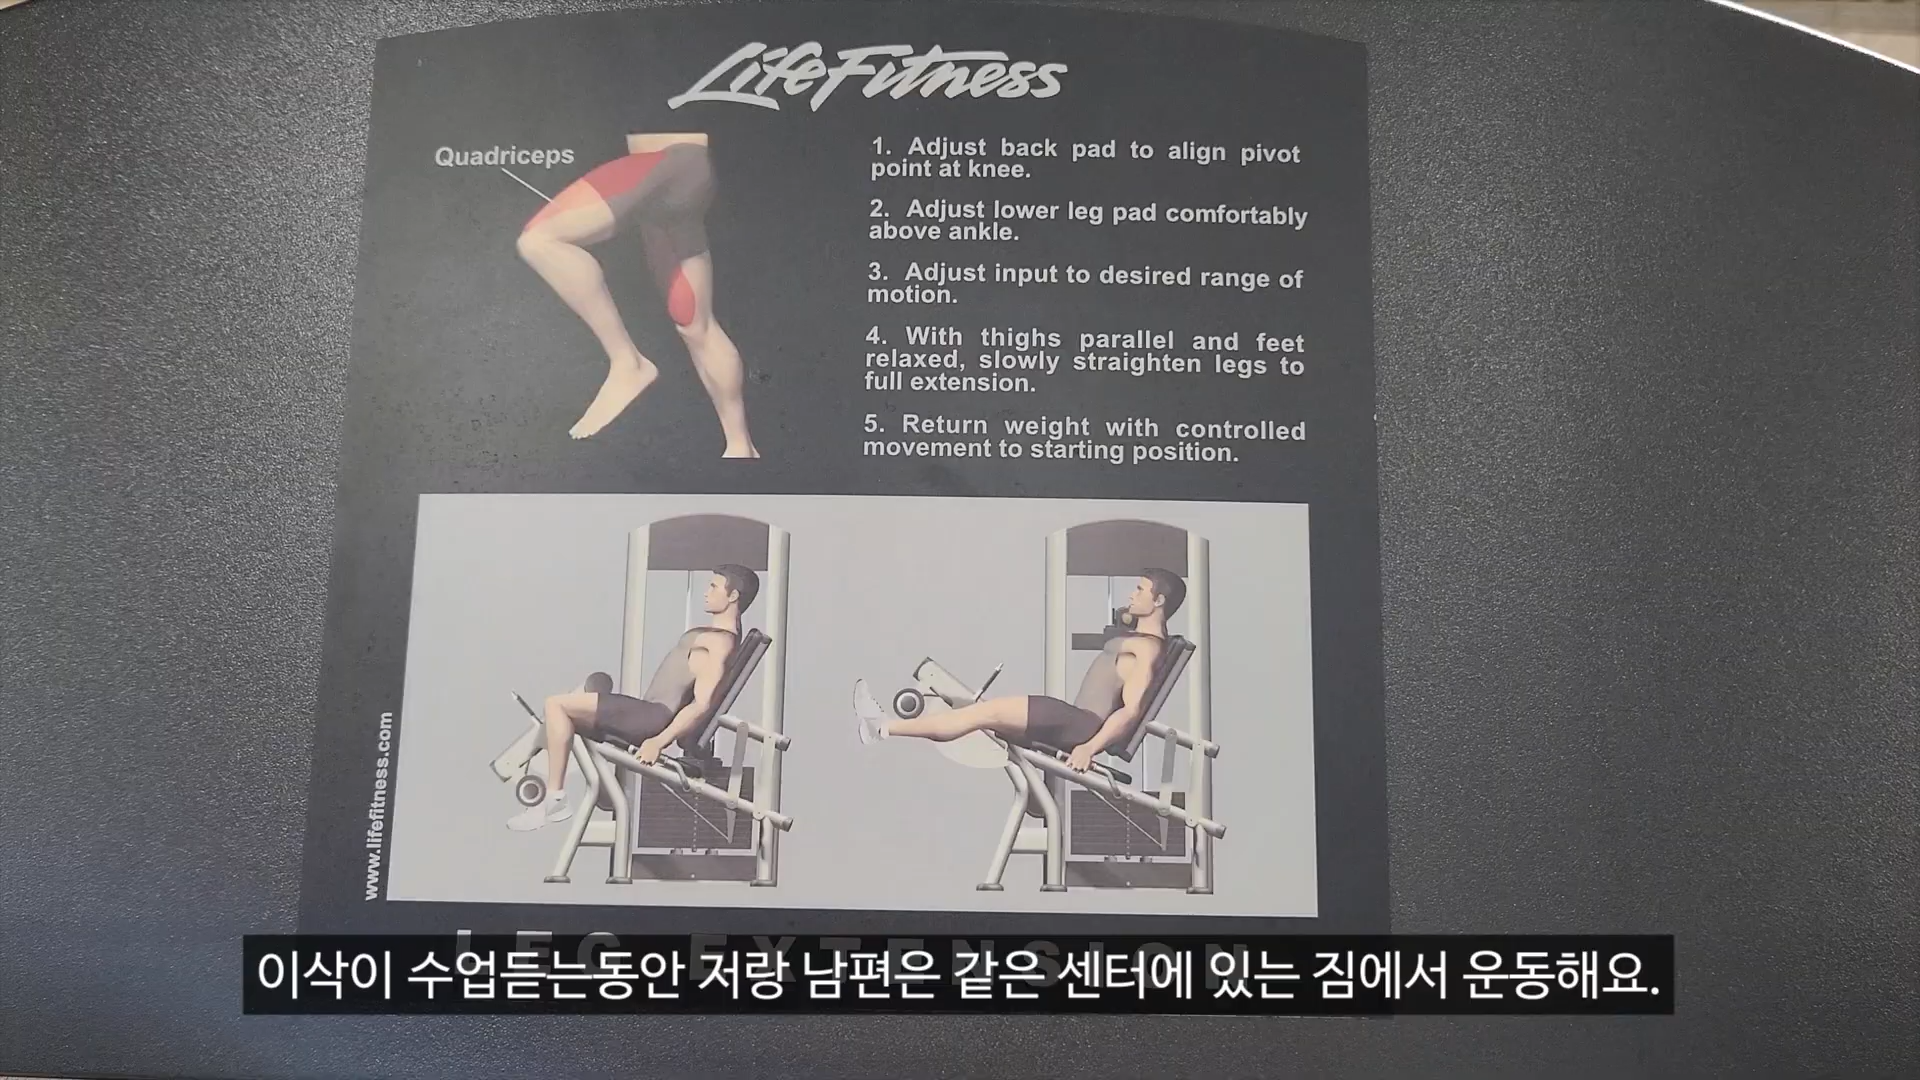 LifeFitness
Quadriceps
1. Adjust back pad to align pivot
point at knee.
2. Adjust lower leg pad comfortably
above ankle.
3. Adjust input to desired range of
motion.
4. With thighs parallel and feet
relaxed, slowly straighten legs to
full extension.
5. Return weight with controlled
movement to starting position.
www.lifefitness.com
LEG EXTENSION
이삭이 수업듣는동안 저랑 남편은 같은 센터에 있는 짐에서 운동해요.